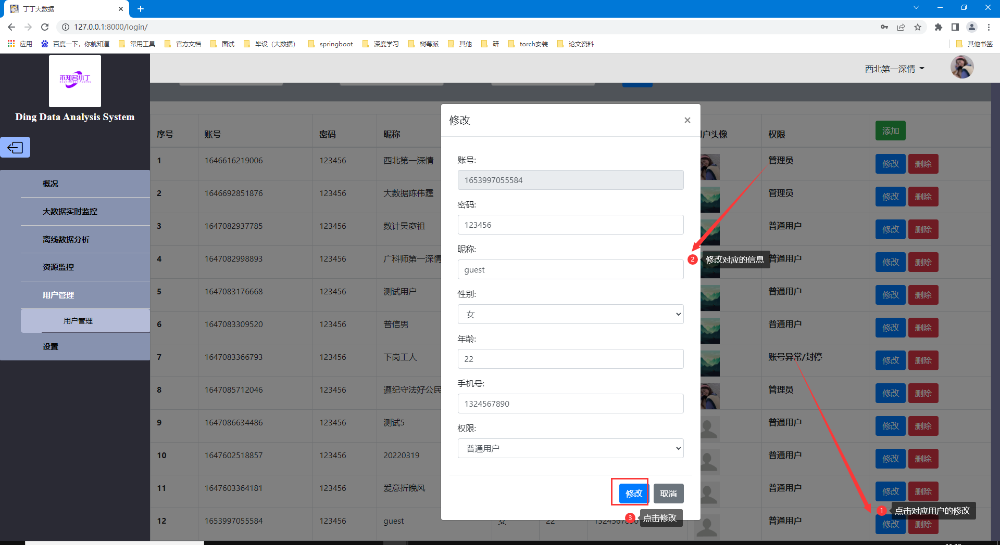 丁丁大数据
127.0.0.1:8000/login/
应用 百度一下，你就知道 常用工具 官方文档 面试 毕设（大数据） springboot 深度学习 树莓派 其他 研 torch安装 论文资料 其他书签
不知名小丁
Ding Data Analysis System
西北第一深情
概况
大数据实时监控
离线数据分析
资源监控
用户管理
用户管理
设置
序号 账号 密码 昵称 户头像 权限 添加
1 1646616219006 123456 西北第一深情 管理员 修改 删除
2 1646692851876 123456 大数据陈伟霆 管理员 修改 删除
3 1647082937785 123456 数计吴彦祖 普通用户 修改 删除
4 1647082998893 123456 广科师第一深情 普通用户 修改 删除
5 1647083176668 123456 测试用户 普通用户 修改 删除
6 1647083309520 123456 普信男 普通用户 修改 删除
7 1647083366793 123456 下岗工人 账号异常/封停 修改 删除
8 1647085712046 123456 遵纪守法好公民 管理员 修改 删除
9 1647086634486 123456 测试5 普通用户 修改 删除
10 1647602518857 123456 20220319 普通用户 修改 删除
11 1647603364181 123456 爱意折晚风 普通用户 修改 删除
12 1653997055584 123456 guest 女 22 1324567890 普通用户 修改 删除
修改 ×
账号:
1653997055584
密码:
123456
昵称:
guest
性别:
女
年龄:
22
手机号:
1324567890
权限:
普通用户
修改 取消
1 点击对应用户的修改
2 修改对应的信息
3 点击修改